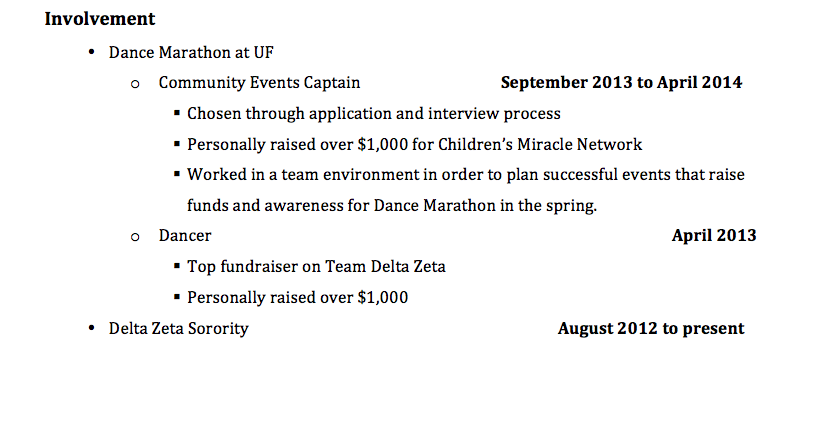 Involvement
• Dance Marathon at UF
o Community Events Captain September 2013 to April 2014
▪ Chosen through application and interview process
▪ Personally raised over $1,000 for Children’s Miracle Network
▪ Worked in a team environment in order to plan successful events that raise
funds and awareness for Dance Marathon in the spring.
o Dancer April 2013
▪ Top fundraiser on Team Delta Zeta
▪ Personally raised over $1,000
• Delta Zeta Sorority August 2012 to present